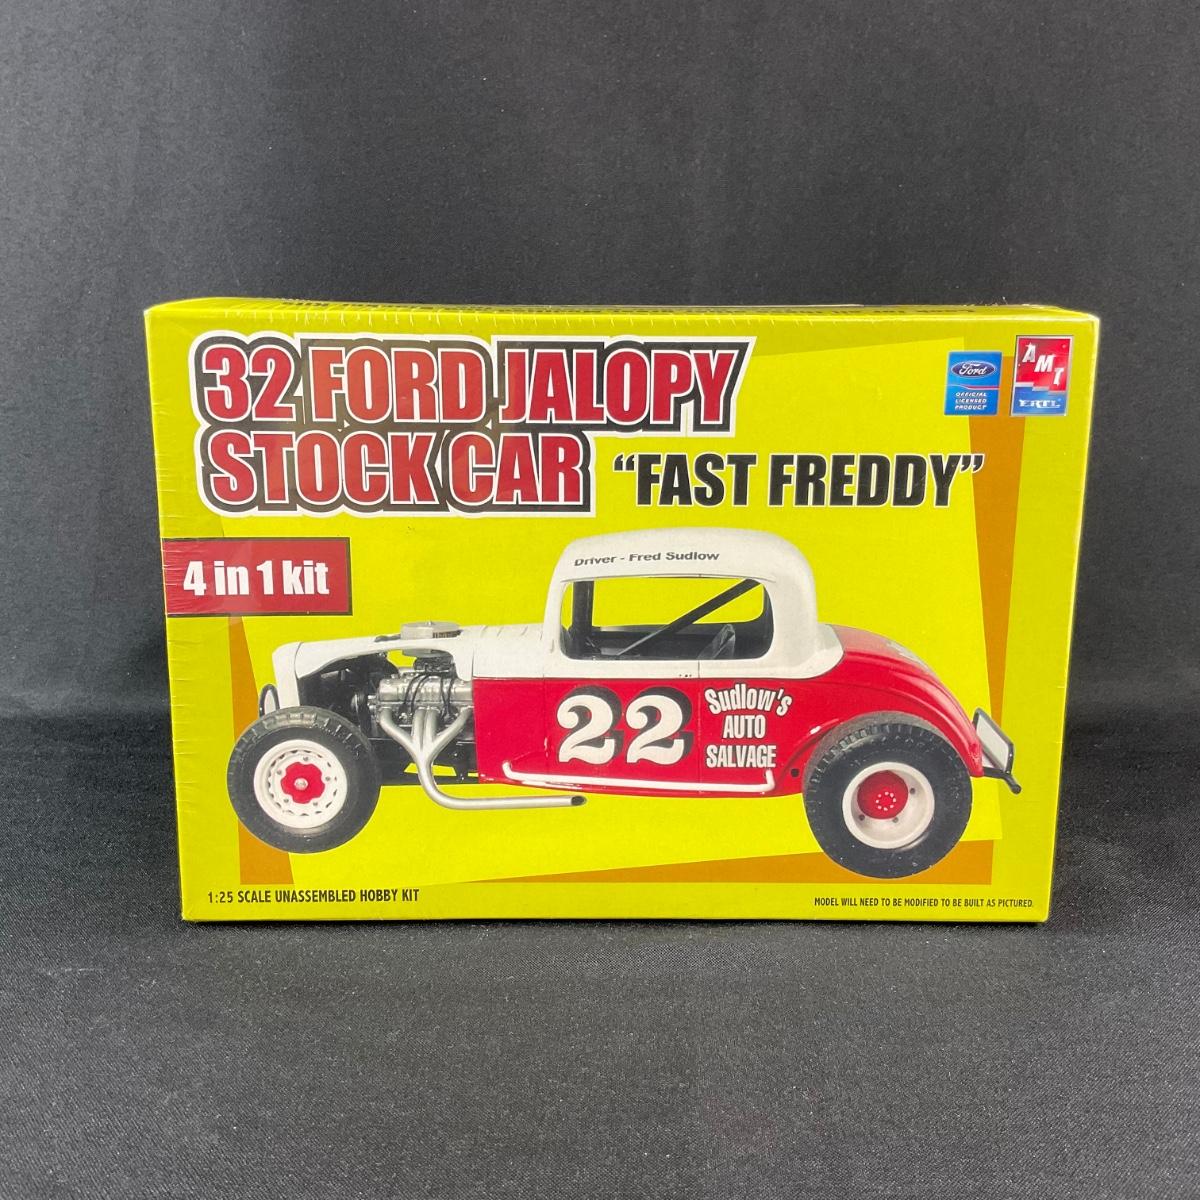 32 FORD JALOPY
STOCK CAR
"FAST FREDDY"
Ford
OFFICIAL
LICENSED
PRODUCT
AMT
ERTL
4 in 1 kit
Driver - Fred Sudlow
22
Sudlow's
AUTO
SALVAGE
1:25 SCALE UNASSEMBLED HOBBY KIT
MODEL WILL NEED TO BE MODIFIED TO BE BUILT AS PICTURED.